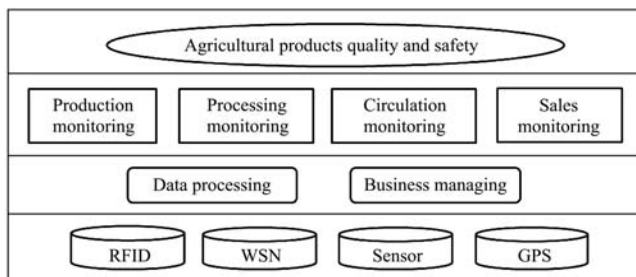 Agricultural products quality and safety
Production
monitoring
Processing
monitoring
Circulation
monitoring
Sales
monitoring
Data processing
Business managing
RFID
WSN
Sensor
GPS